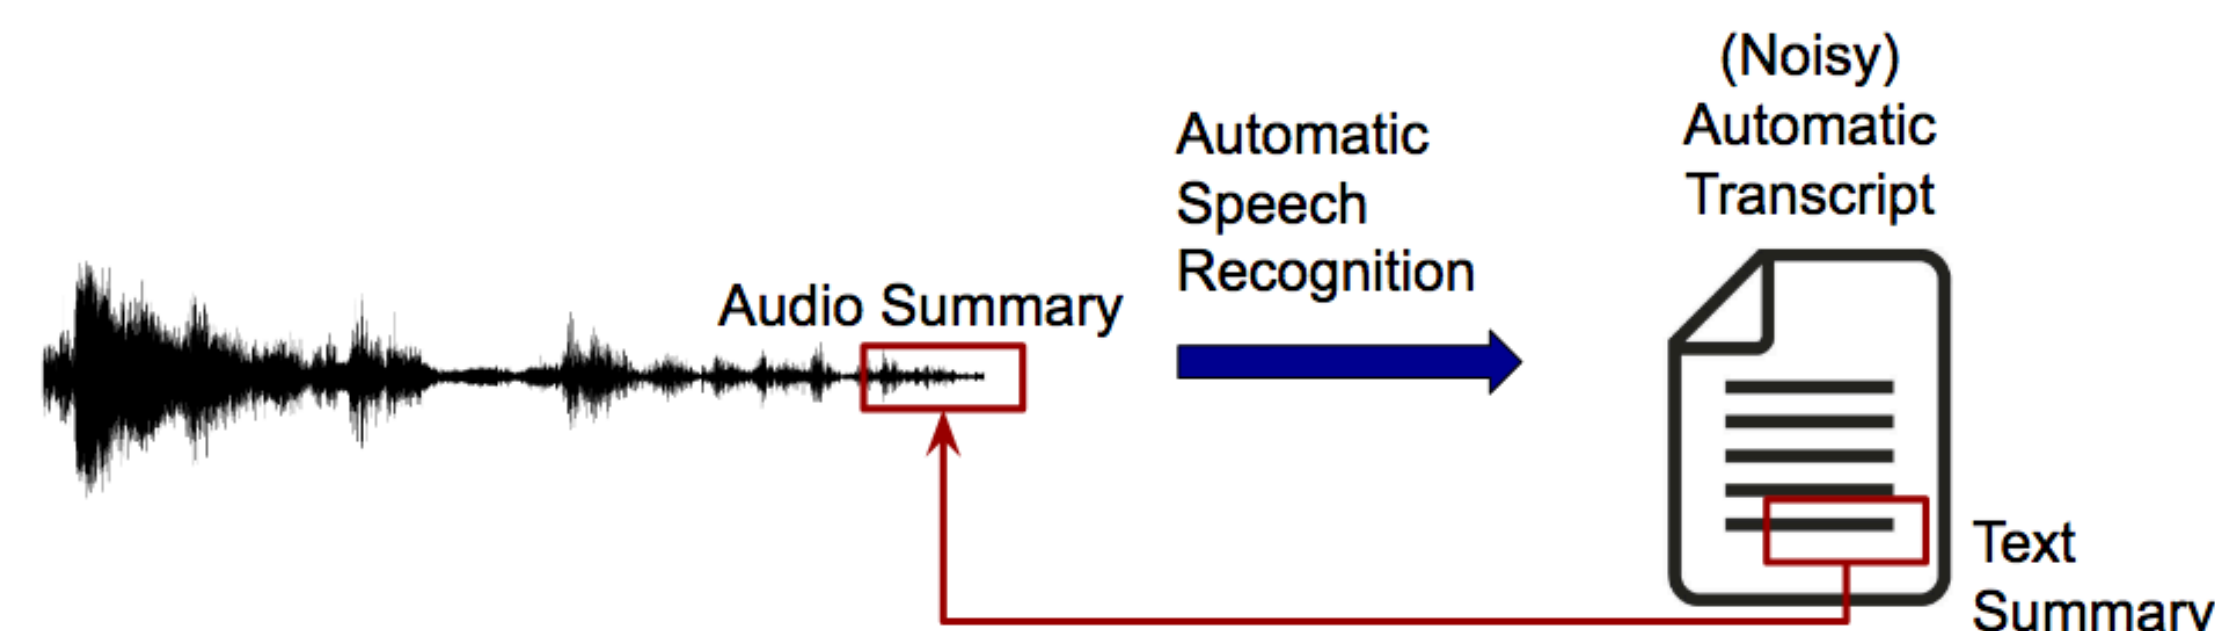 Audio Summary
Automatic
Speech
Recognition
(Noisy)
Automatic
Transcript
Text
Summary